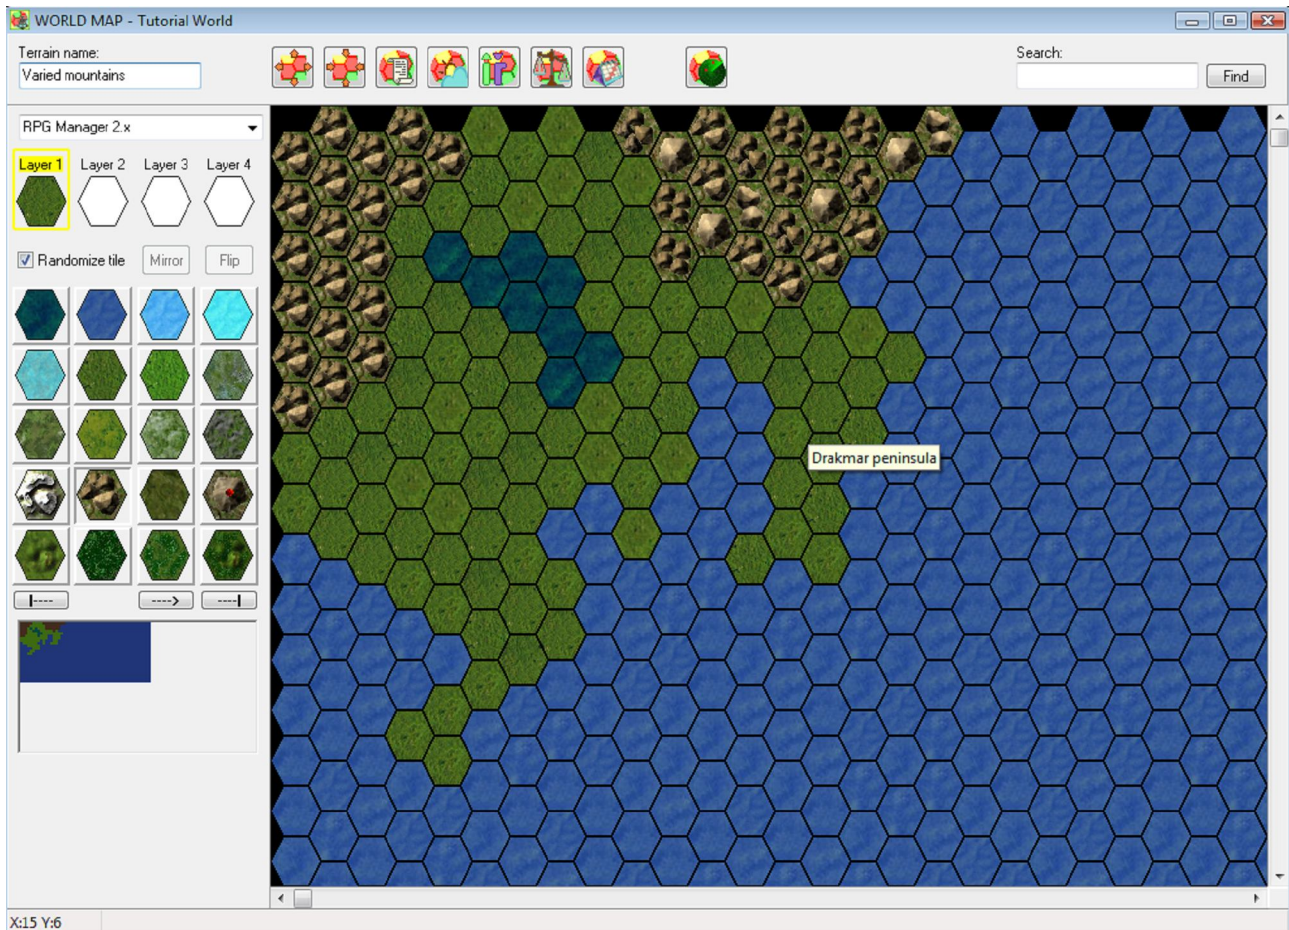 WORLD MAP - Tutorial World
Terrain name:
Varied mountains
Search:
Find
RPG Manager 2.x
Layer 1 Layer 2 Layer 3 Layer 4
Randomize tile Mirror Flip
|---- ----> ----|
Drakmar peninsula
X:15 Y:6